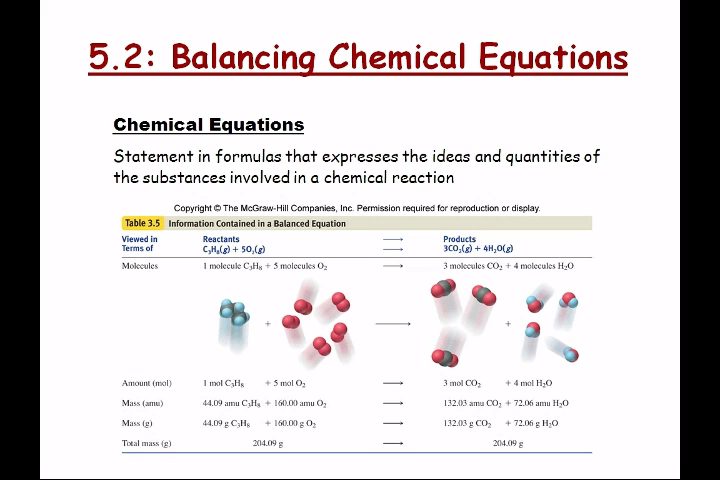 5.2: Balancing Chemical Equations
Chemical Equations
Statement in formulas that expresses the ideas and quantities of
the substances involved in a chemical reaction
Copyright © The McGraw-Hill Companies, Inc. Permission required for reproduction or display.
Table 3.5 Information Contained in a Balanced Equation
Viewed in Reactants ⟶ Products
Terms of C₃H₈(g) + 5O₂(g) ⟶ 3CO₂(g) + 4H₂O(g)
Molecules 1 molecule C₃H₈ + 5 molecules O₂ ⟶ 3 molecules CO₂ + 4 molecules H₂O
+ ⟶ +
Amount (mol) 1 mol C₃H₈ + 5 mol O₂ ⟶ 3 mol CO₂ + 4 mol H₂O
Mass (amu) 44.09 amu C₃H₈ + 160.00 amu O₂ ⟶ 132.03 amu CO₂ + 72.06 amu H₂O
Mass (g) 44.09 g C₃H₈ + 160.00 g O₂ ⟶ 132.03 g CO₂ + 72.06 g H₂O
Total mass (g) 204.09 g ⟶ 204.09 g